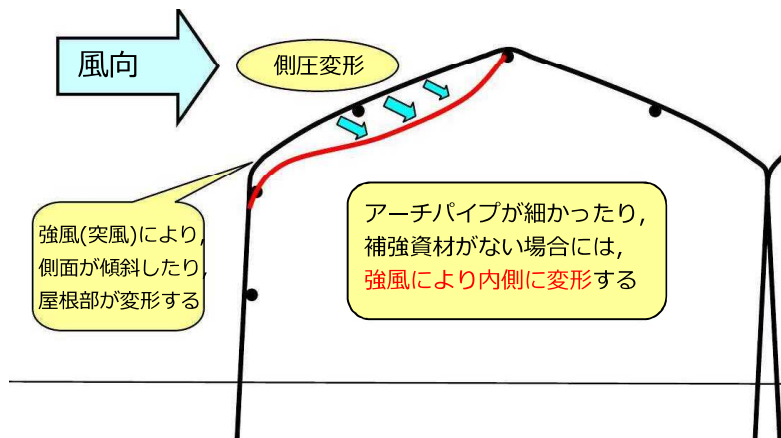 風向
側圧変形
強風(突風)により,
側面が傾斜したり,
屋根部が変形する
アーチパイプが細かったり,
補強資材がない場合には,
強風により内側に変形する